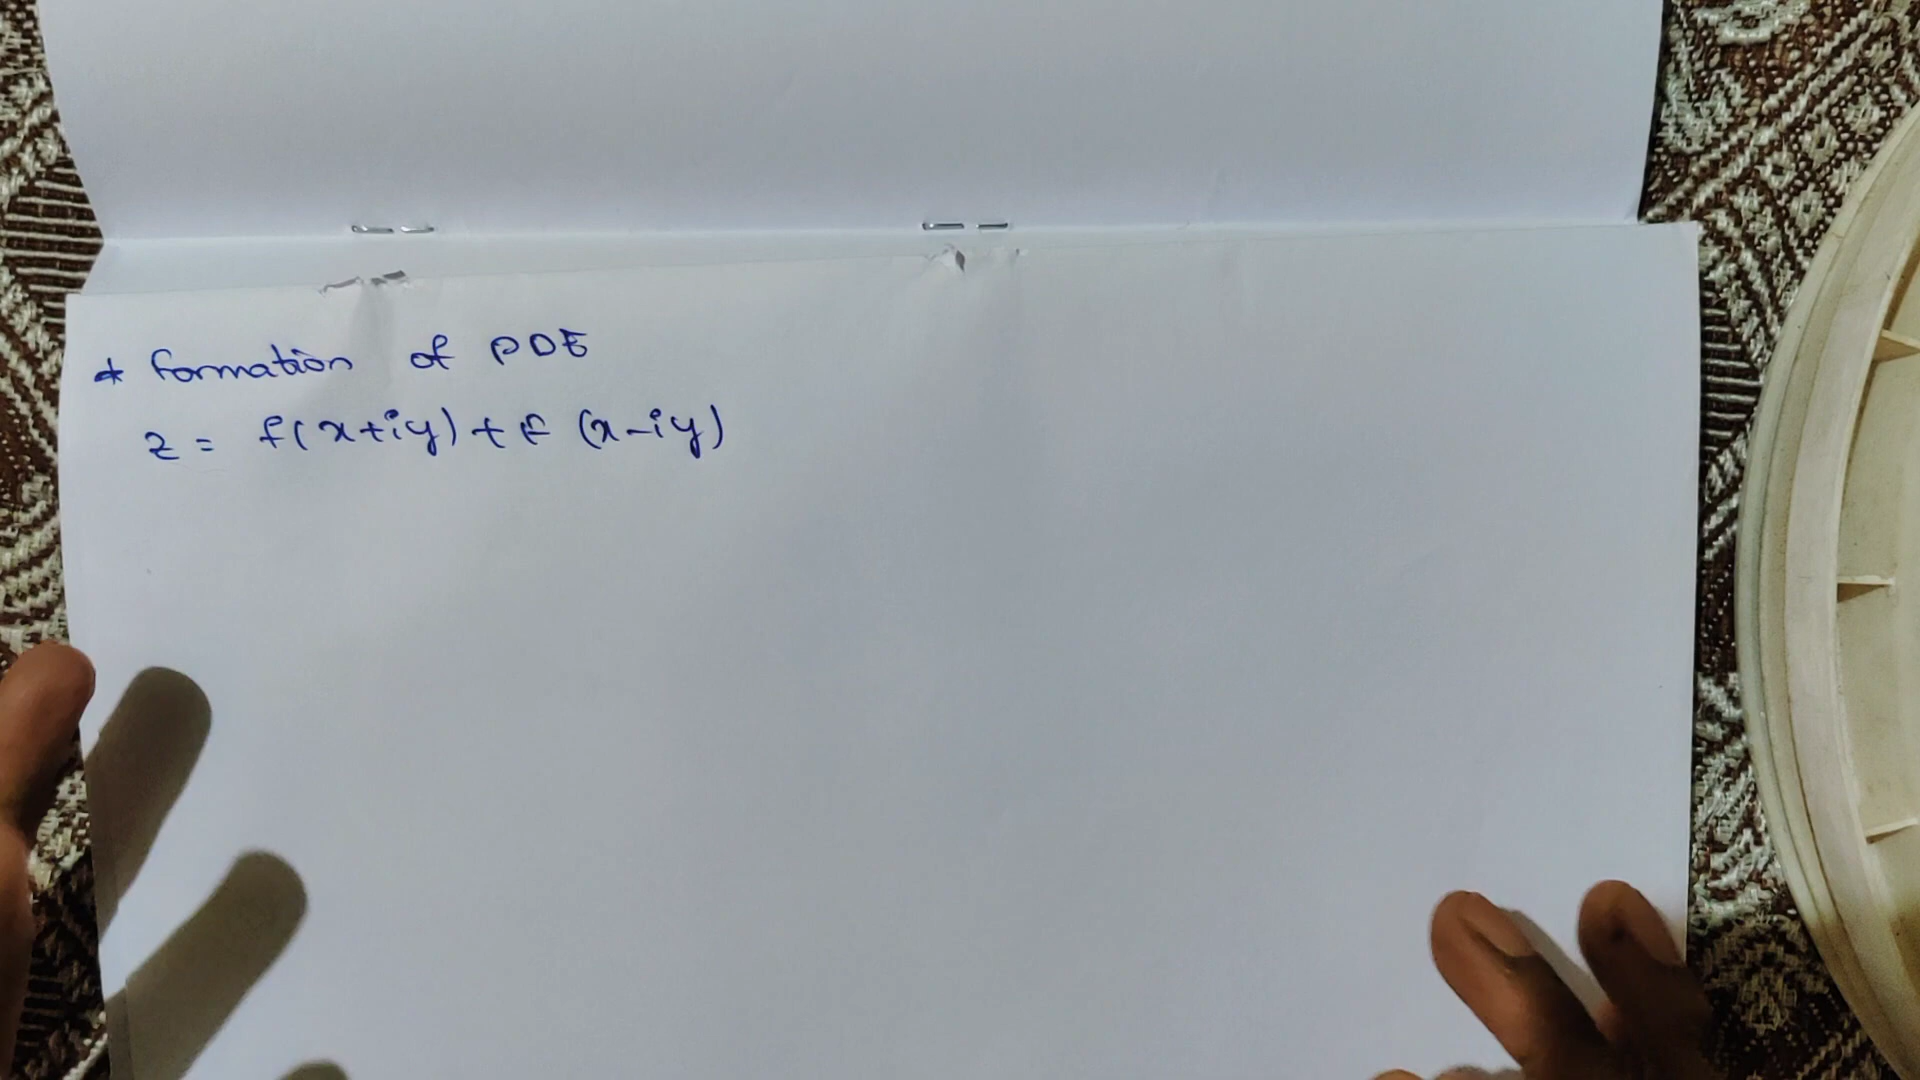 * Formation of PDE
z = f(x+iy) + F (x-iy)